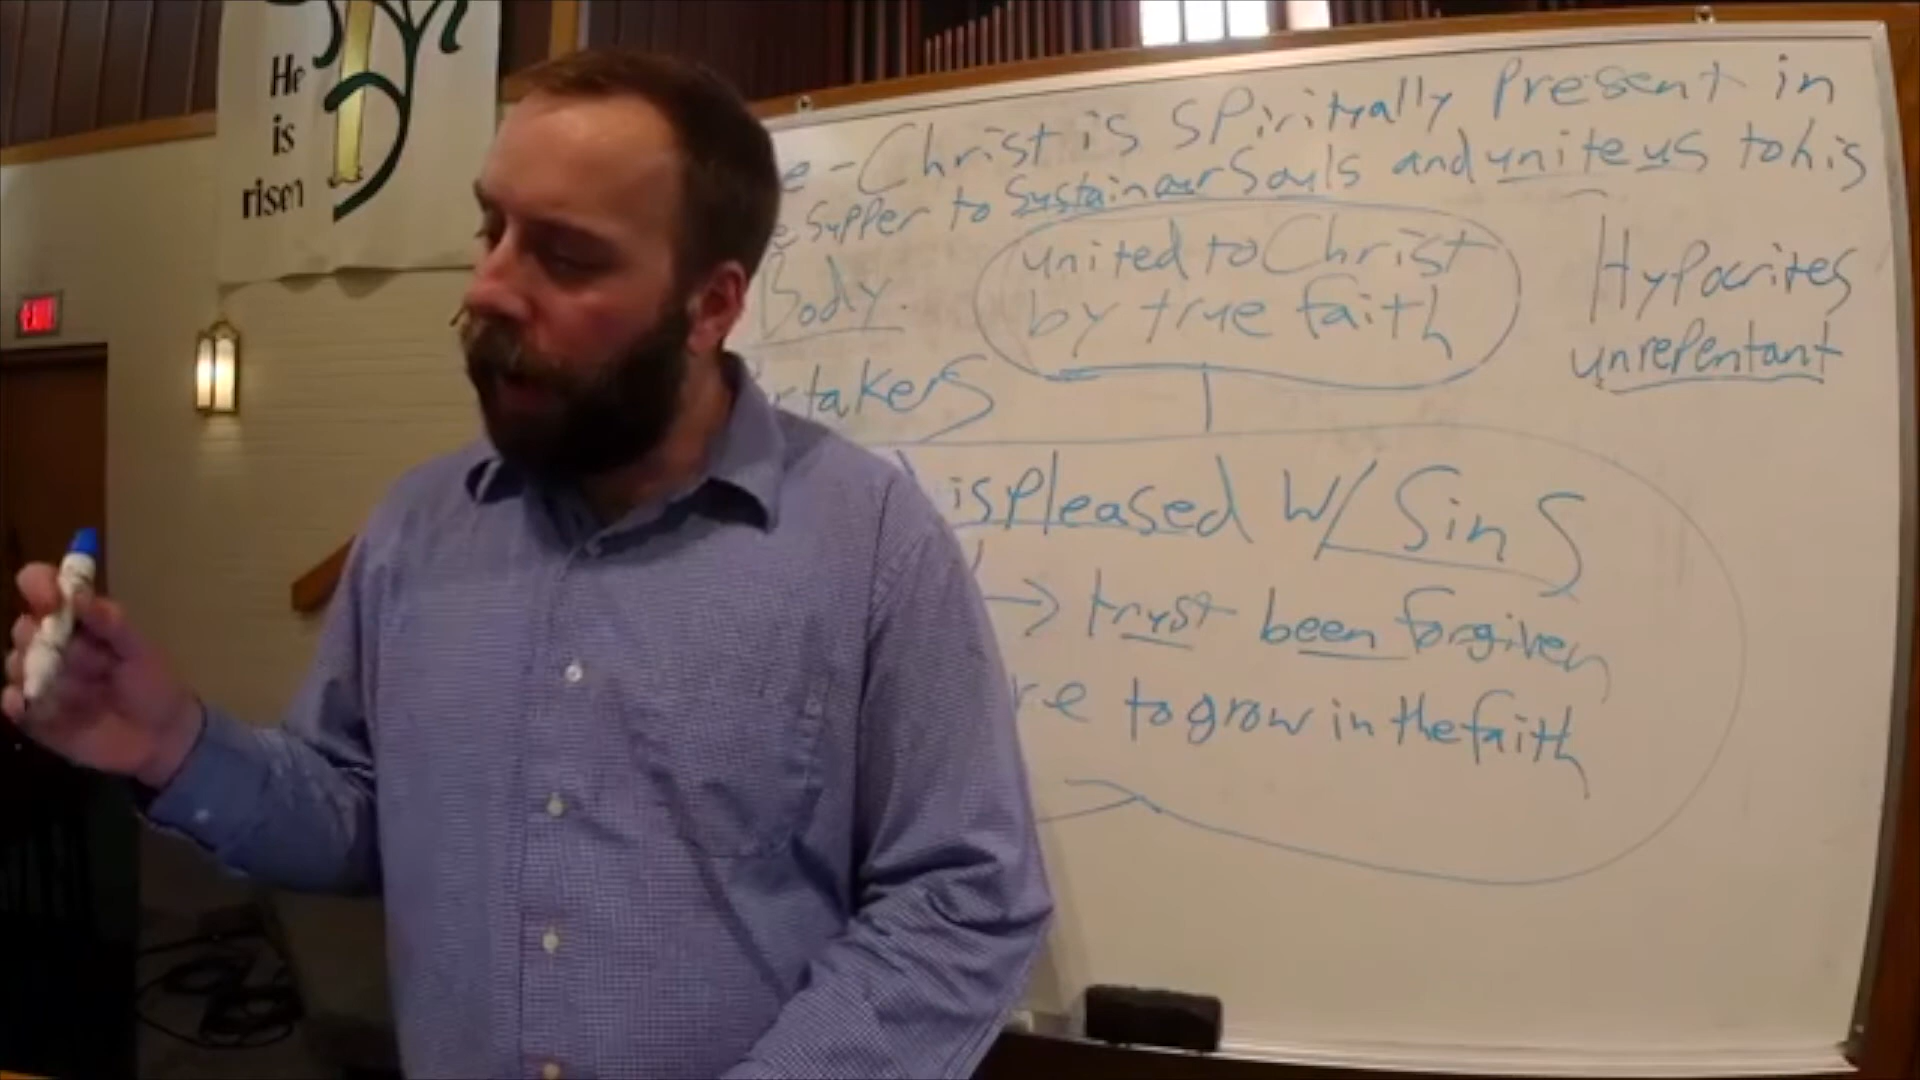 He
is
risen
EXIT
e - Christ is spiritually present in
e supper to sustain our souls and unite us to his
Body.
united to Christ
by true faith
Hypocrites
unrepentant
rtakers
ispleased w/ Sins
→ trust been forgiven
re to grow in the faith